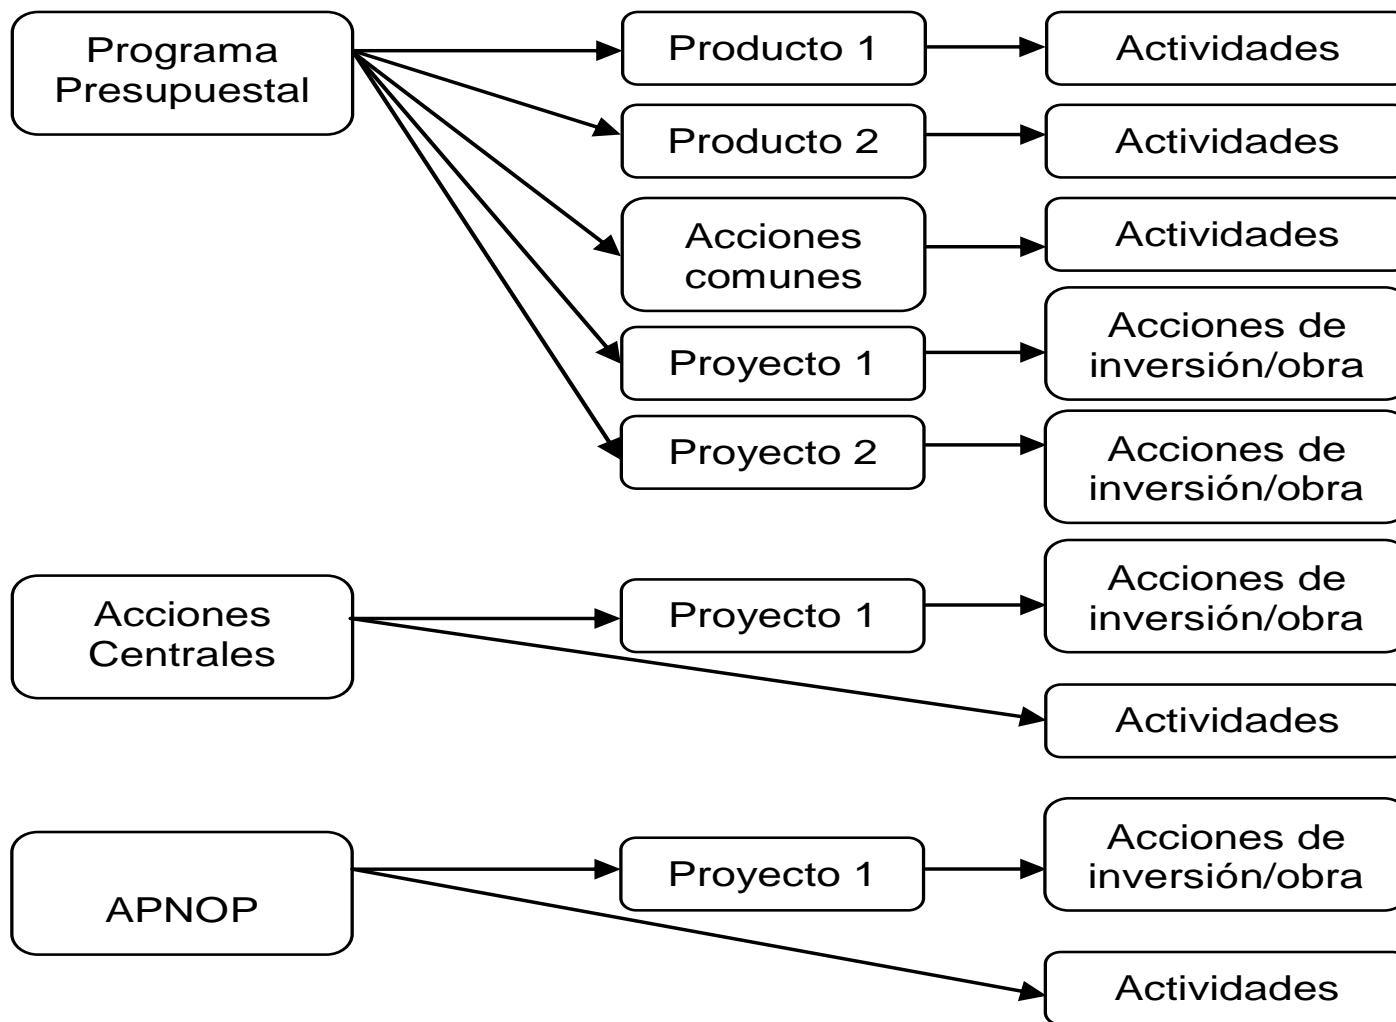 Programa
Presupuestal
Producto 1
Actividades
Producto 2
Actividades
Acciones
comunes
Actividades
Proyecto 1
Acciones de
inversión/obra
Proyecto 2
Acciones de
inversión/obra
Acciones
Centrales
Proyecto 1
Acciones de
inversión/obra
Actividades
APNOP
Proyecto 1
Acciones de
inversión/obra
Actividades